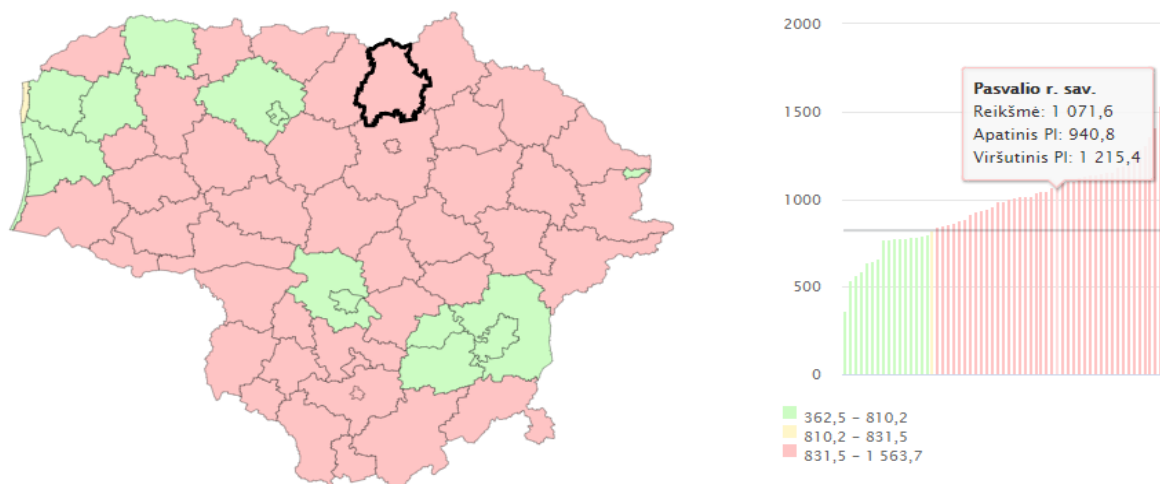 2000
1500
1000
500
0
Pasvalio r. sav.
Reikšmė: 1 071,6
Apatinis PI: 940,8
Viršutinis PI: 1 215,4
362,5 – 810,2
810,2 – 831,5
831,5 – 1 563,7